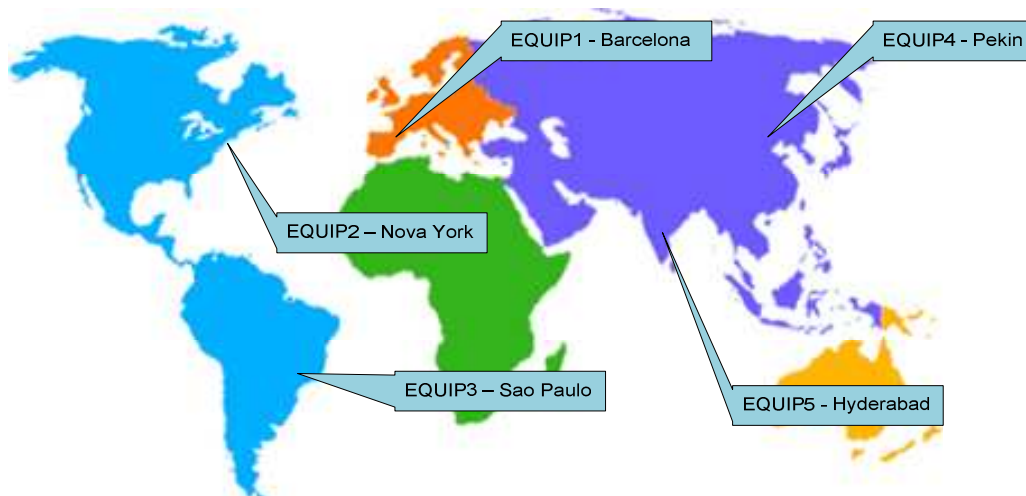 EQUIP1 - Barcelona
EQUIP4 - Pekin
EQUIP2 – Nova York
EQUIP3 – Sao Paulo
EQUIP5 - Hyderabad